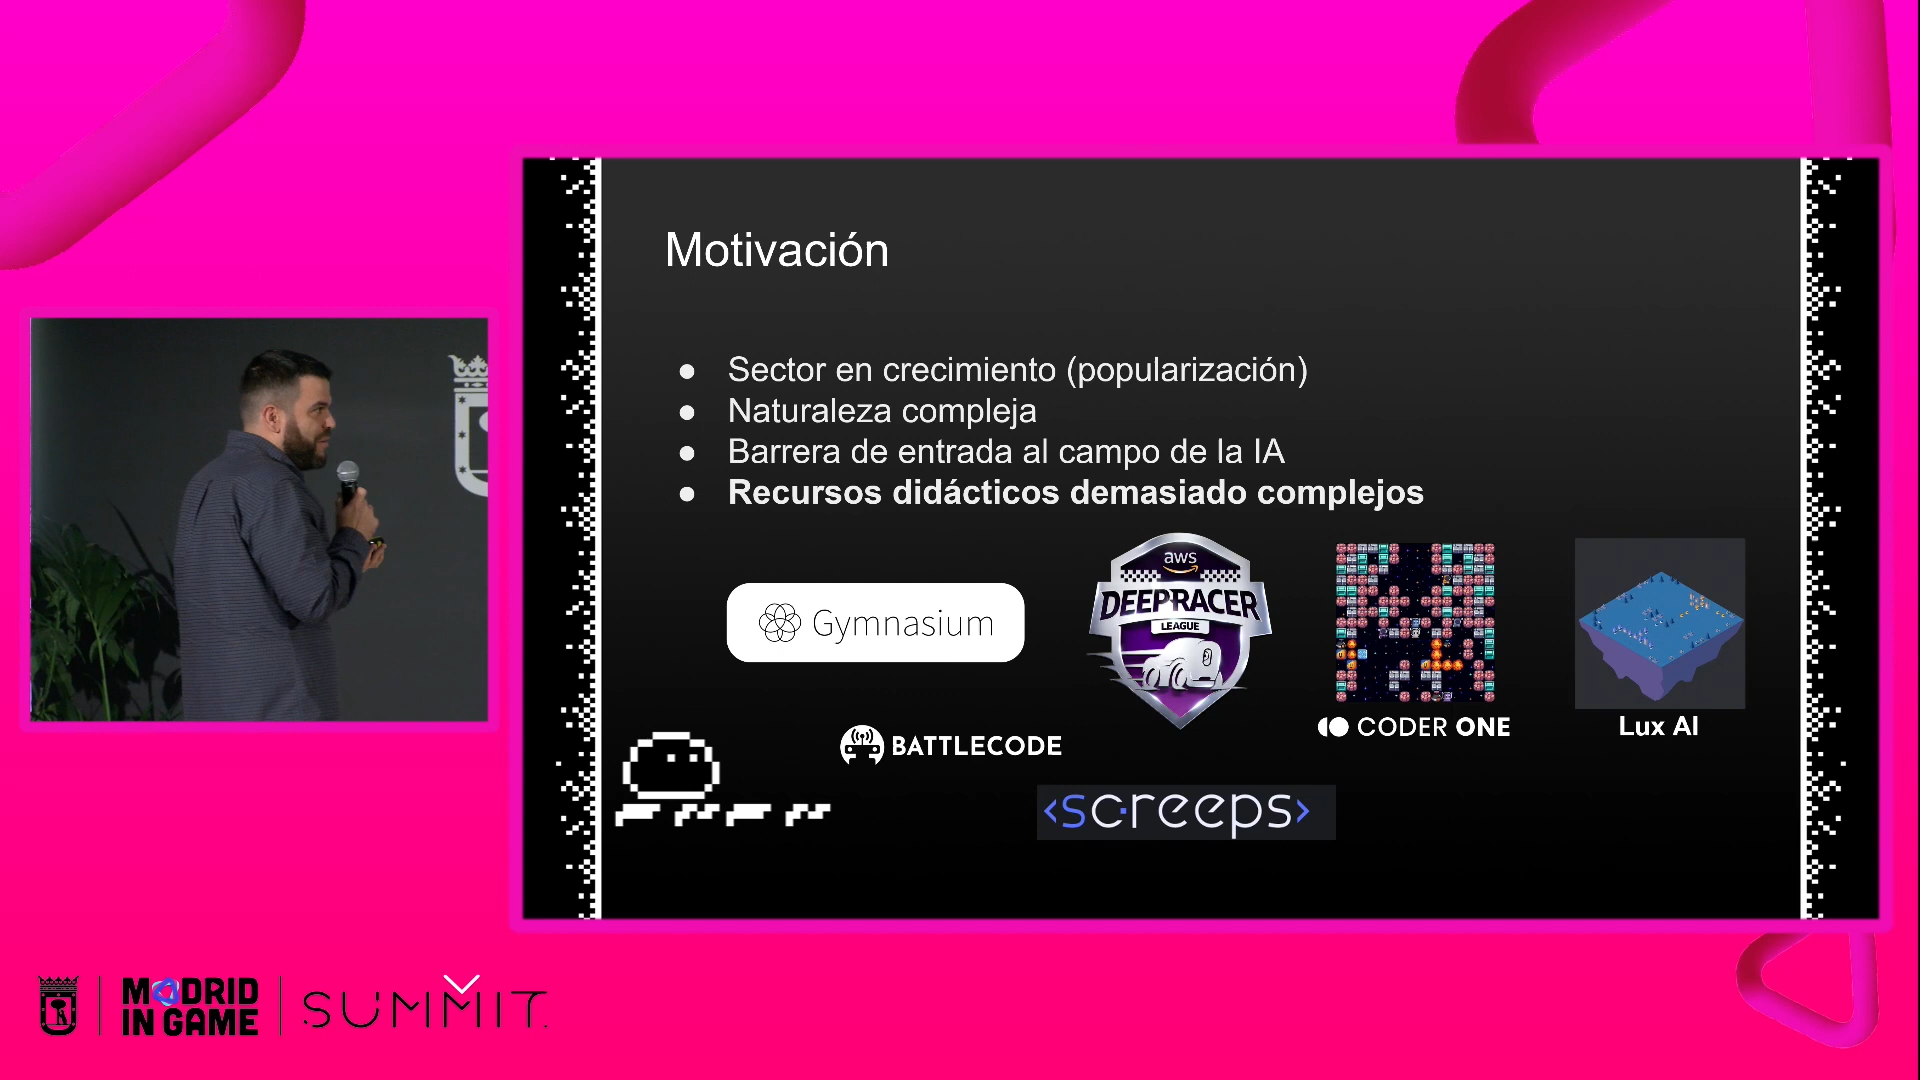 Motivación
● Sector en crecimiento (popularización)
● Naturaleza compleja
● Barrera de entrada al campo de la IA
● Recursos didácticos demasiado complejos
Gymnasium
aws
DEEPRACER
LEAGUE
CODER ONE
Lux AI
BATTLECODE
<screeps>
MADRID
IN GAME
SUMMIT